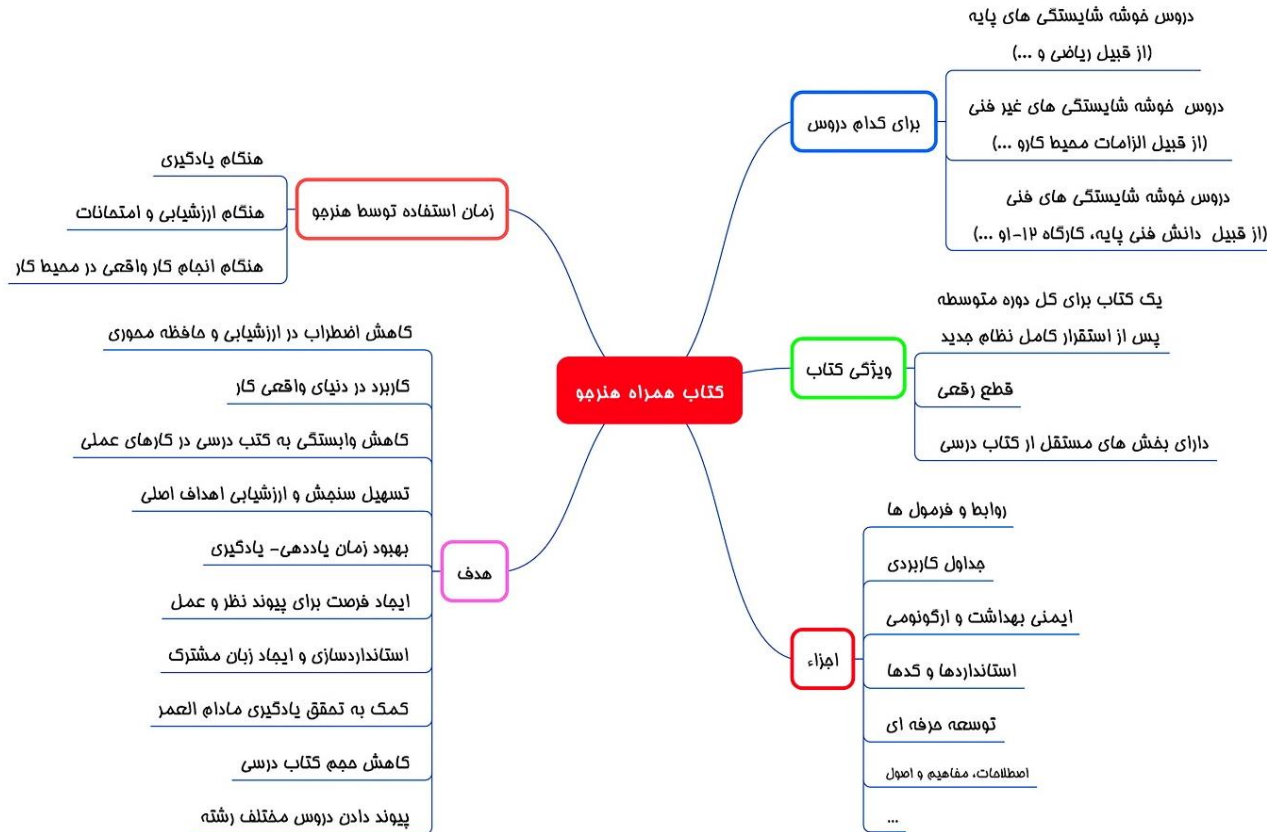 کتاب همراه هنرجو
برای کدام دروس
دروس خوشه شایستگی های پایه
(از قبیل ریاضی و ...)
دروس خوشه شایستگی های غیر فنی
(از قبیل الزامات محیط کارو ...)
دروس خوشه شایستگی های فنی
(از قبیل دانش فنی پایه، کارگاه ۱۲-۱و ...)
ویژگی کتاب
یک کتاب برای کل دوره متوسطه
پس از استقرار کامل نظام جدید
قطع رقعی
دارای بخش های مستقل از کتاب درسی
اجزاء
روابط و فرمول ها
جداول کاربردی
ایمنی بهداشت و ارگونومی
استانداردها و کدها
توسعه حرفه ای
اصطلاحات، مفاهیم و اصول
...
زمان استفاده توسط هنرجو
هنگام یادگیری
هنگام ارزشیابی و امتحانات
هنگام انجام کار واقعی در محیط کار
هدف
کاهش اضطراب در ارزشیابی و حافظه محوری
کاربرد در دنیای واقعی کار
کاهش وابستگی به کتب درسی در کارهای عملی
تسهیل سنجش و ارزشیابی اهداف اصلی
بهبود زمان یاددهی- یادگیری
ایجاد فرصت برای پیوند نظر و عمل
استانداردسازی و ایجاد زبان مشترک
کمک به تحقق یادگیری مادام العمر
کاهش حجم کتاب درسی
پیوند دادن دروس مختلف رشته